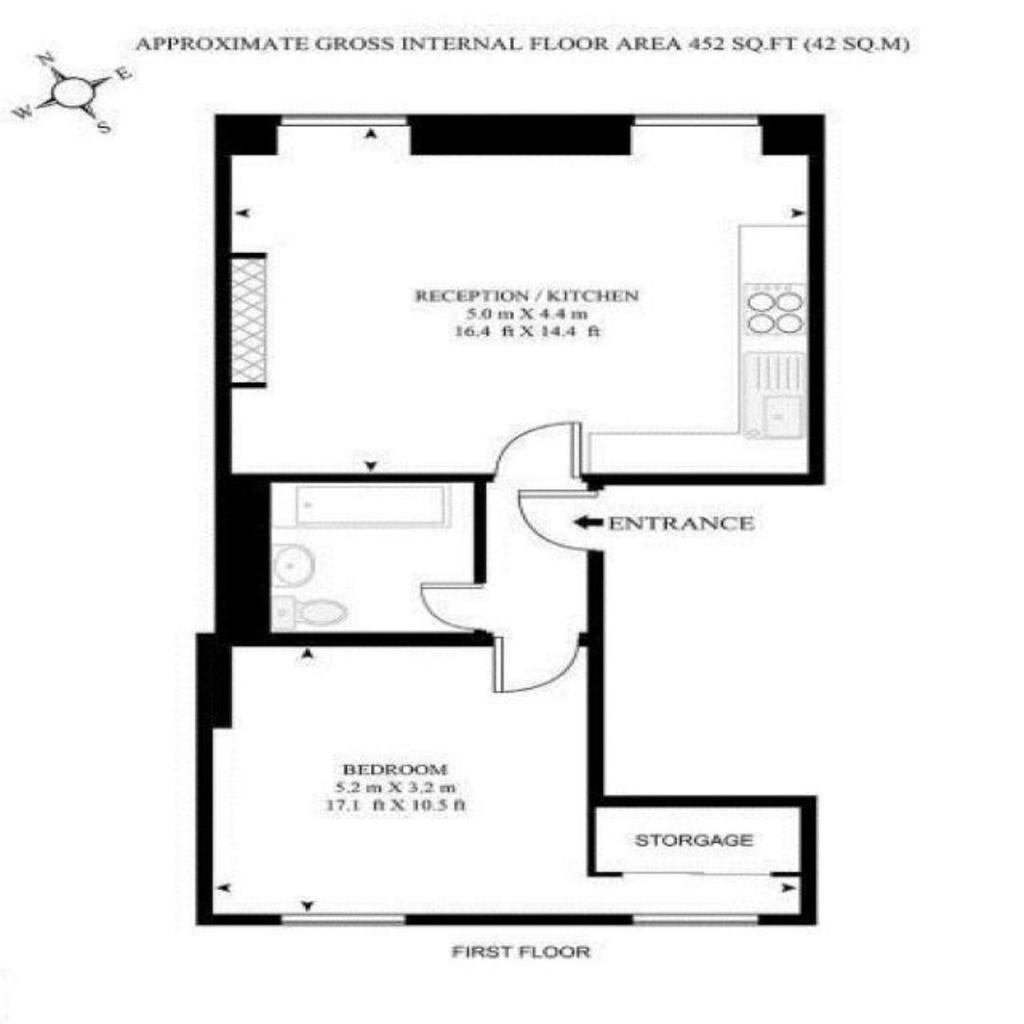 APPROXIMATE GROSS INTERNAL FLOOR AREA 452 SQ.FT (42 SQ.M)
N
E
W
S
RECEPTION / KITCHEN
5.0 m X 4.4 m
16.4 ft X 14.4 ft
ENTRANCE
BEDROOM
5.2 m X 3.2 m
17.1 ft X 10.5 ft
STORGAGE
FIRST FLOOR